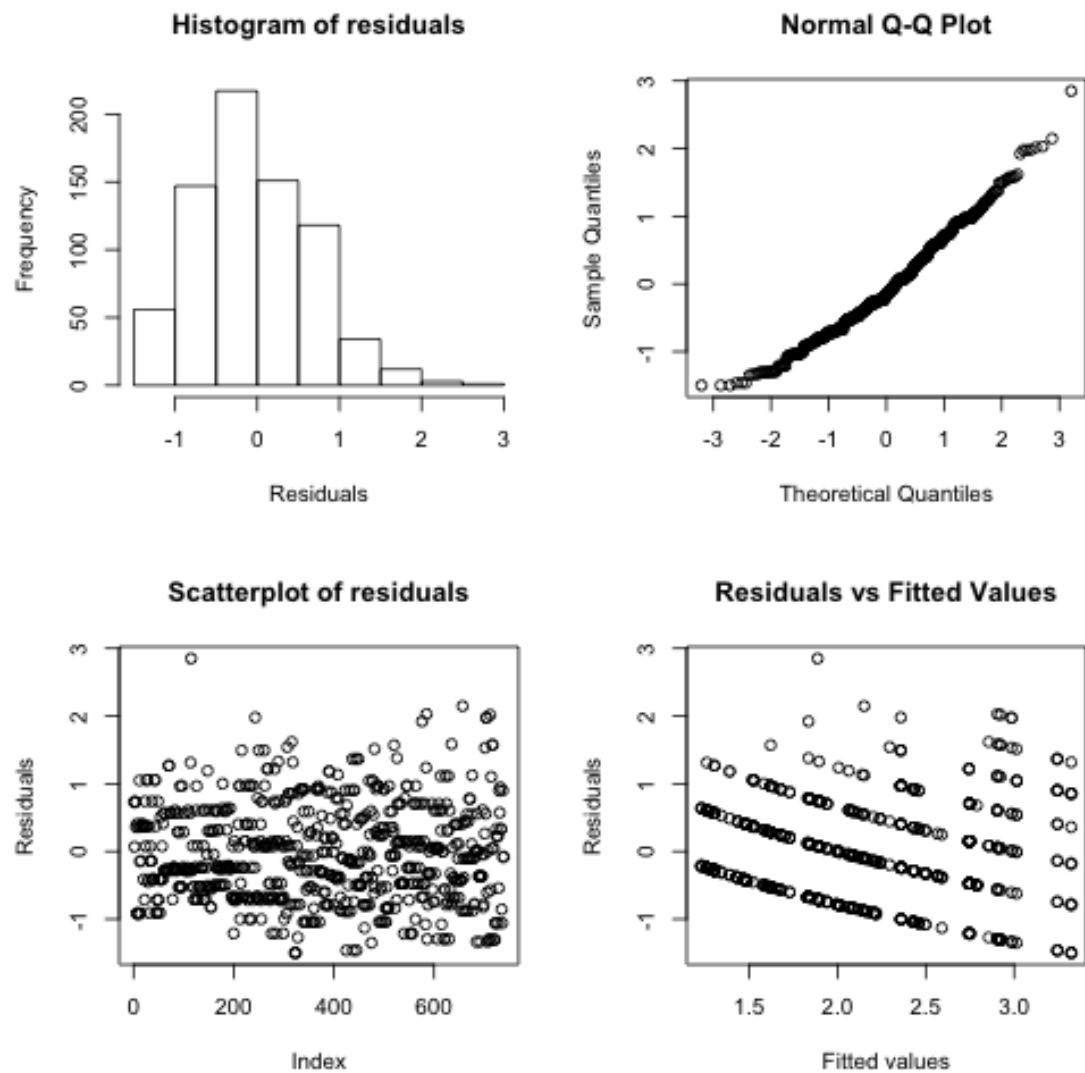 Histogram of residuals
Frequency
0 50 100 150 200
-1 0 1 2 3
Residuals
Normal Q-Q Plot
Sample Quantiles
-1 0 1 2 3
-3 -2 -1 0 1 2 3
Theoretical Quantiles
Scatterplot of residuals
Residuals
-1 0 1 2 3
0 200 400 600
Index
Residuals vs Fitted Values
Residuals
-1 0 1 2 3
1.5 2.0 2.5 3.0
Fitted values